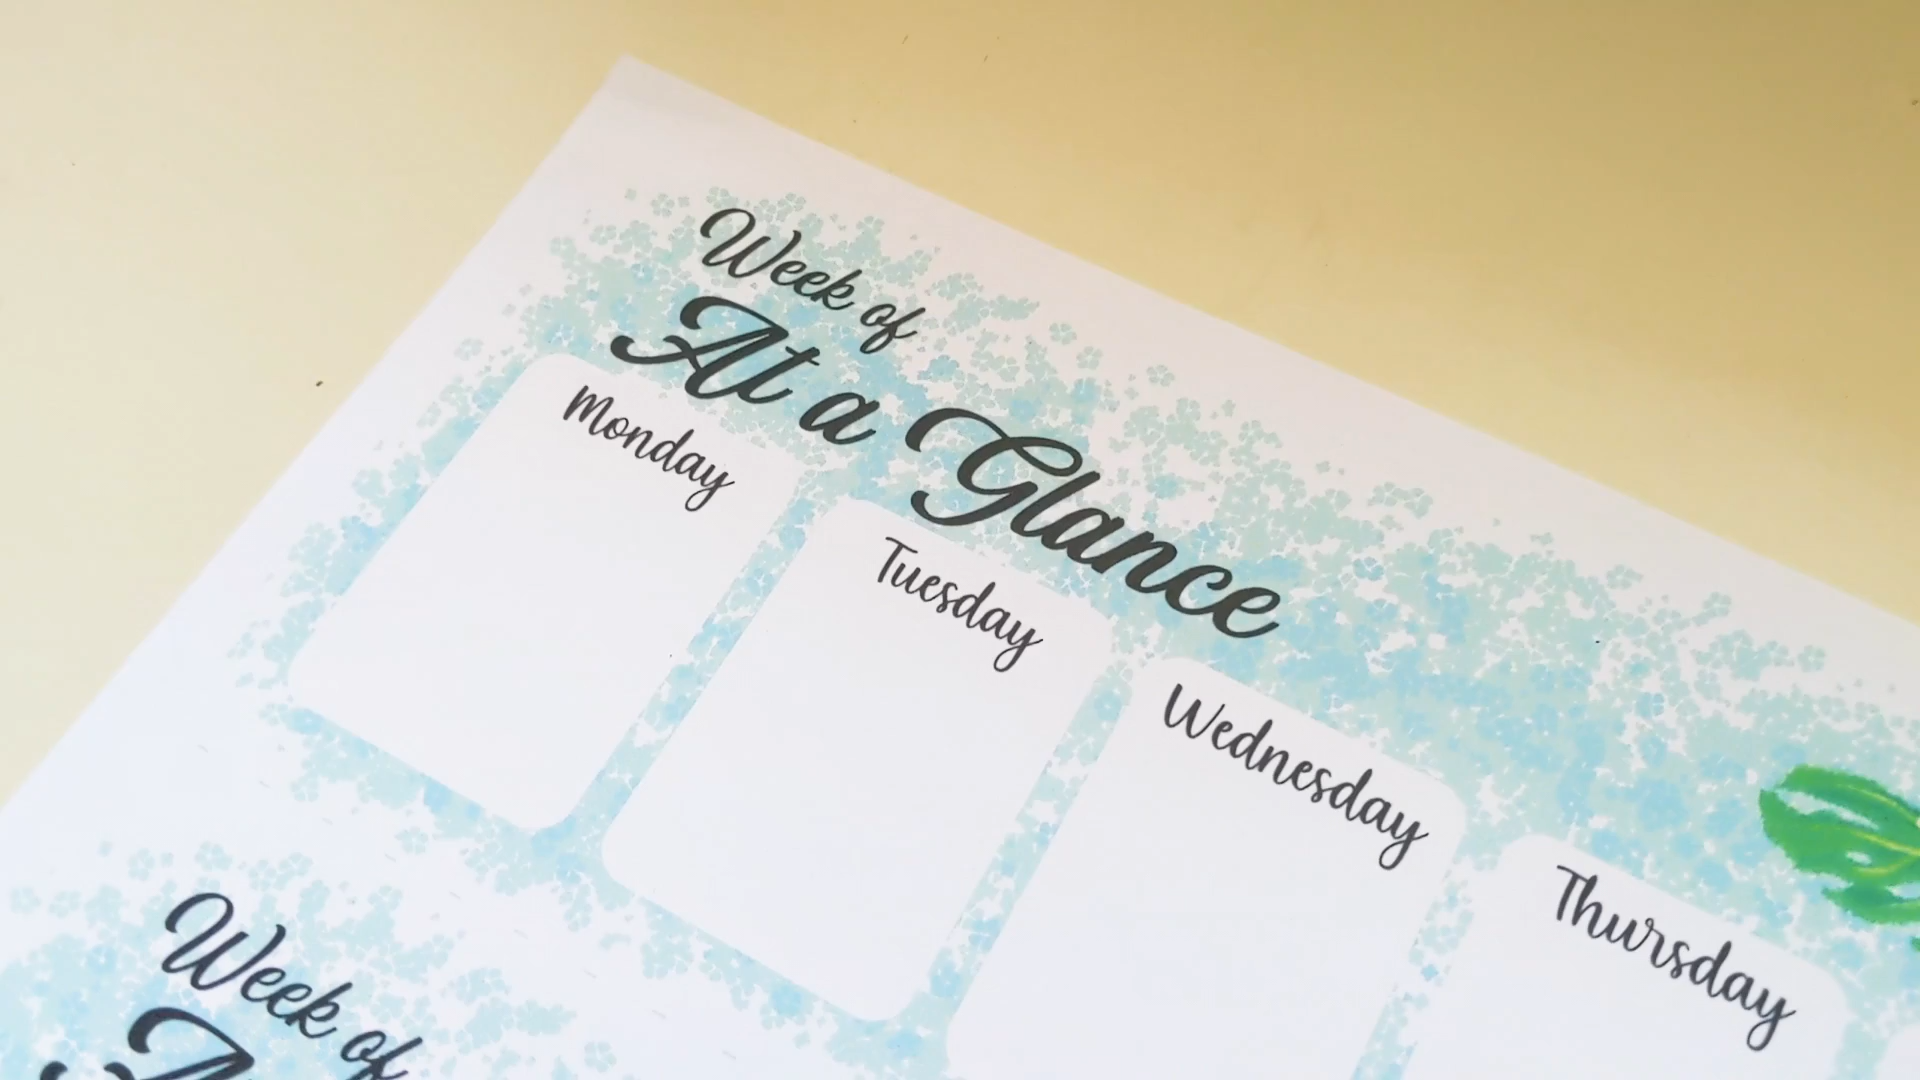 Week of
At a Glance
Monday
Tuesday
Wednesday
Thursday
Week of